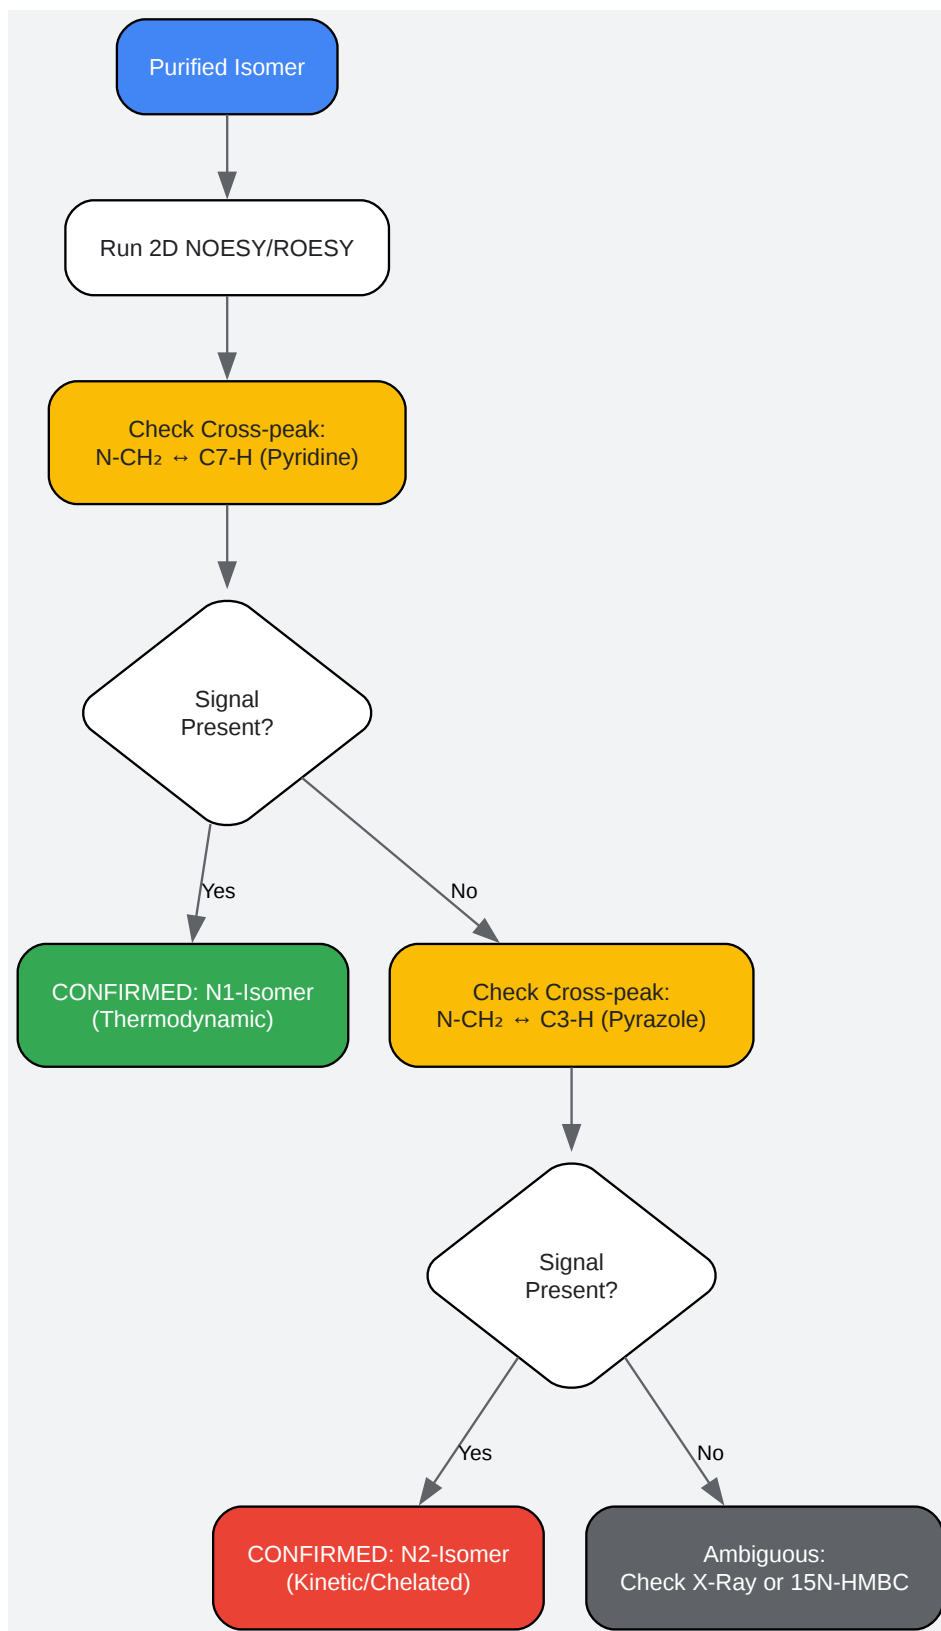 Purified Isomer
Run 2D NOESY/ROESY
Check Cross-peak:
N-CH₂ ↔ C7-H (Pyridine)
Signal
Present?
Yes
No
CONFIRMED: N1-Isomer
(Thermodynamic)
Check Cross-peak:
N-CH₂ ↔ C3-H (Pyrazole)
Signal
Present?
Yes
No
CONFIRMED: N2-Isomer
(Kinetic/Chelated)
Ambiguous:
Check X-Ray or 15N-HMBC